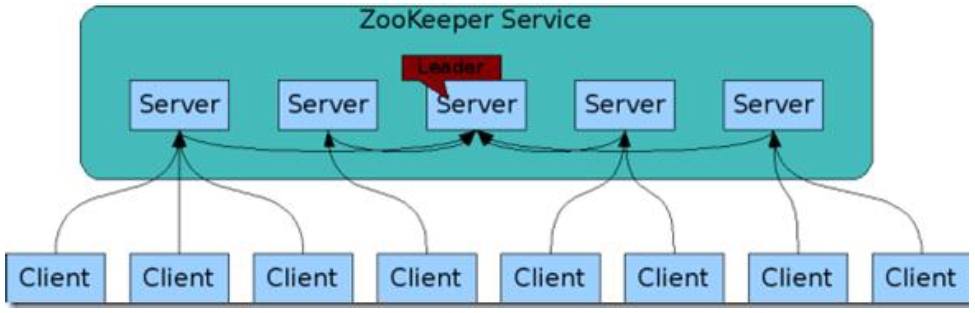 ZooKeeper Service
Leader
Server Server Server Server Server
Client Client Client Client Client Client Client Client